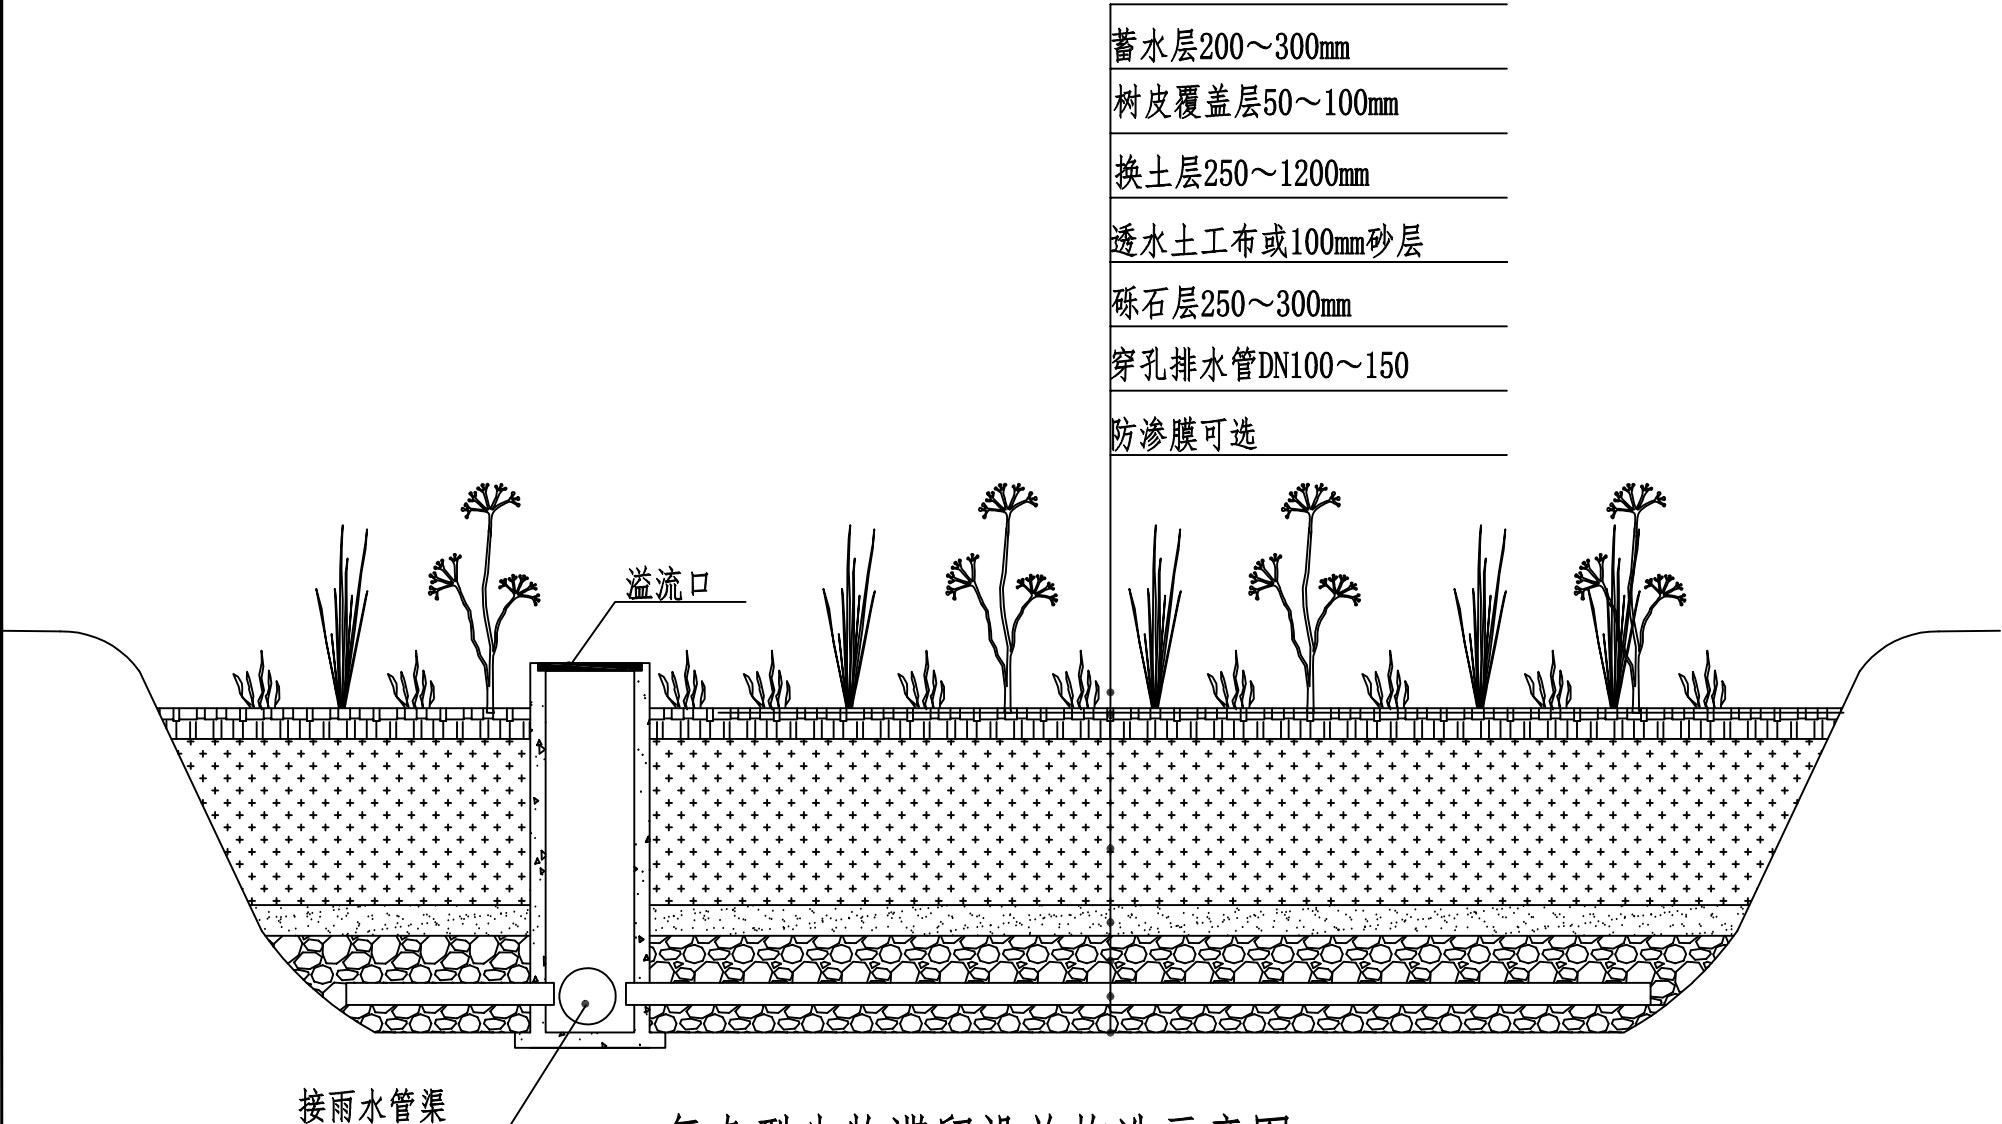 蓄水层200～300mm
树皮覆盖层50～100mm
换土层250～1200mm
透水土工布或100mm砂层
砾石层250～300mm
穿孔排水管DN100～150
防渗膜可选
溢流口
接雨水管渠